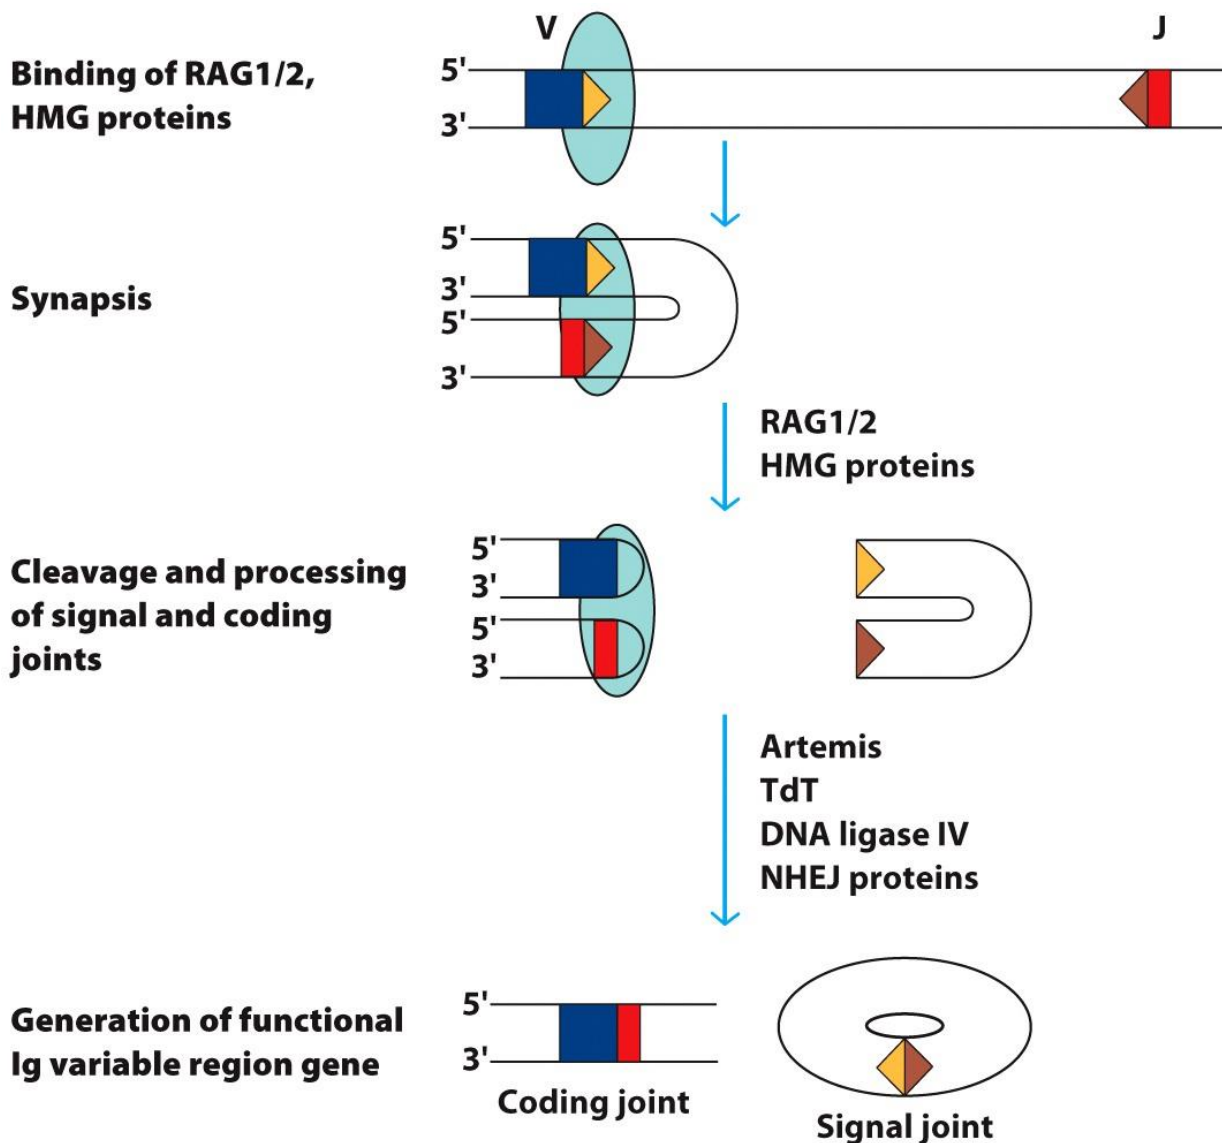 V
J
Binding of RAG1/2,
HMG proteins
5'
3'
Synapsis
5'
3'
5'
3'
RAG1/2
HMG proteins
Cleavage and processing
of signal and coding
joints
5'
3'
5'
3'
Artemis
TdT
DNA ligase IV
NHEJ proteins
Generation of functional
Ig variable region gene
5'
3'
Coding joint
Signal joint